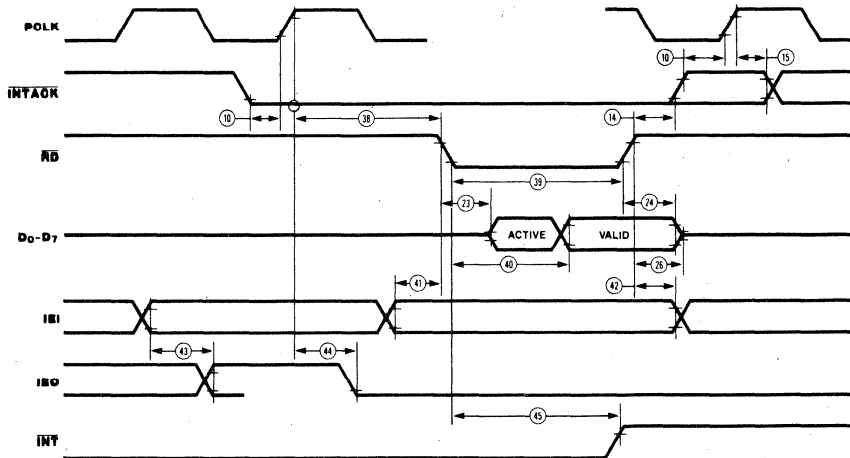 PCLK
10 15
INTACK
10 38 14
RD
39
23 24
D0-D7 ACTIVE VALID
40 26
41 42
IEI
43 44
IEO
45
INT